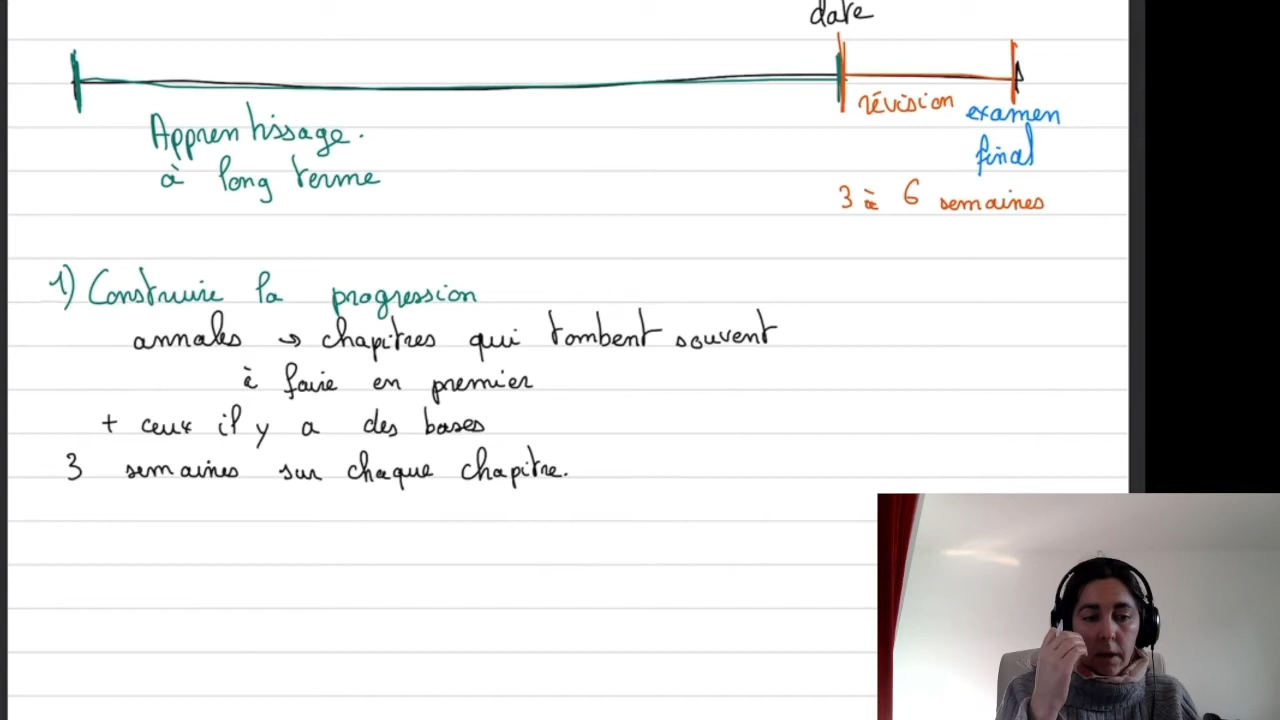 date
révision
examen
final
Apprentissage.
à long terme
3 à 6 semaines
1) Construire la progression
annales → chapitres qui tombent souvent
à faire en premier
+ ceux il y a des bases
3 semaines sur chaque chapitre.